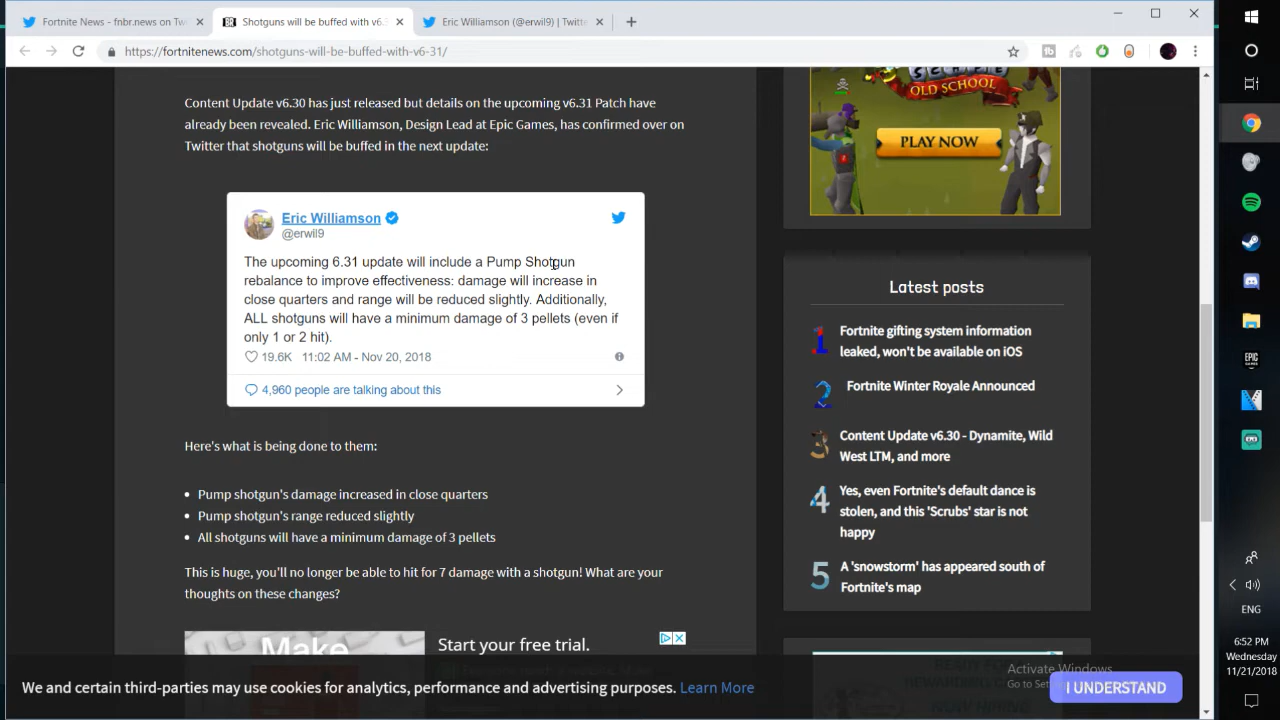 Fortnite News - fnbr.news on Tw
Shotguns will be buffed with v6.3
Eric Williamson (@erwil9) | Twitte
https://fortnitenews.com/shotguns-will-be-buffed-with-v6-31/
Content Update v6.30 has just released but details on the upcoming v6.31 Patch have
already been revealed. Eric Williamson, Design Lead at Epic Games, has confirmed over on
Twitter that shotguns will be buffed in the next update:
Eric Williamson
@erwil9
The upcoming 6.31 update will include a Pump Shotgun
rebalance to improve effectiveness: damage will increase in
close quarters and range will be reduced slightly. Additionally,
ALL shotguns will have a minimum damage of 3 pellets (even if
only 1 or 2 hit).
19.6K 11:02 AM - Nov 20, 2018
4,960 people are talking about this
Here's what is being done to them:
• Pump shotgun's damage increased in close quarters
• Pump shotgun's range reduced slightly
• All shotguns will have a minimum damage of 3 pellets
This is huge, you'll no longer be able to hit for 7 damage with a shotgun! What are your
thoughts on these changes?
Make
Start your free trial.
OLD SCHOOL
PLAY NOW
Latest posts
1 Fortnite gifting system information
leaked, won't be available on iOS
2 Fortnite Winter Royale Announced
3 Content Update v6.30 - Dynamite, Wild
West LTM, and more
4 Yes, even Fortnite's default dance is
stolen, and this 'Scrubs' star is not
happy
5 A 'snowstorm' has appeared south of
Fortnite's map
Activate Windows
Go to Set
We and certain third-parties may use cookies for analytics, performance and advertising purposes. Learn More
I UNDERSTAND
EPIC
GAMES
ENG
6:52 PM
Wednesday
11/21/2018